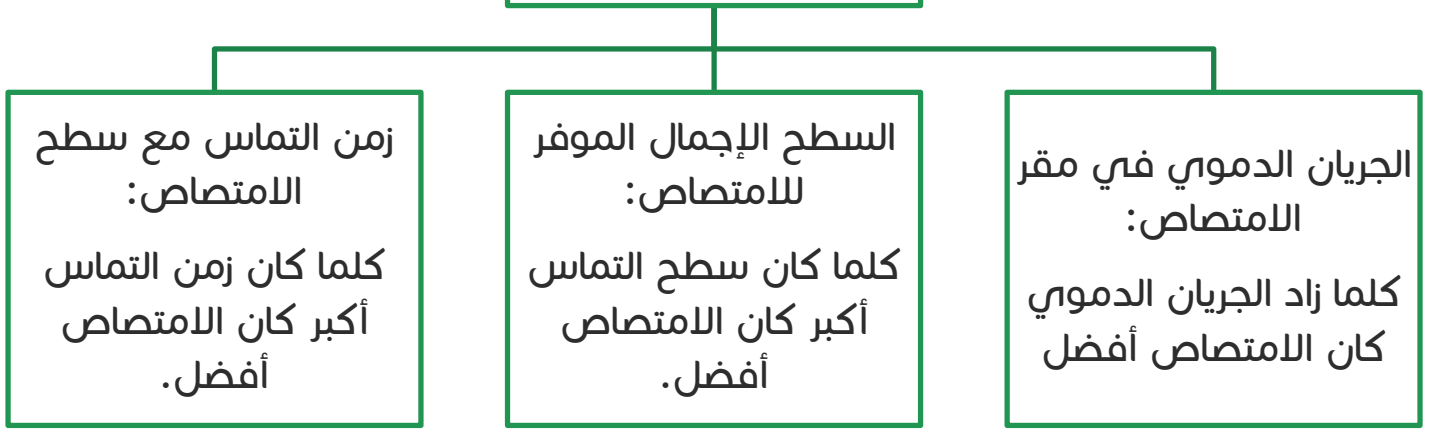 الجريان الدموي في مقر
الامتصاص:
كلما زاد الجريان الدموي
كان الامتصاص أفضل
السطح الإجمال الموفر
للامتصاص:
كلما كان سطح التماس
أكبر كان الامتصاص
أفضل.
زمن التماس مع سطح
الامتصاص:
كلما كان زمن التماس
أكبر كان الامتصاص
أفضل.